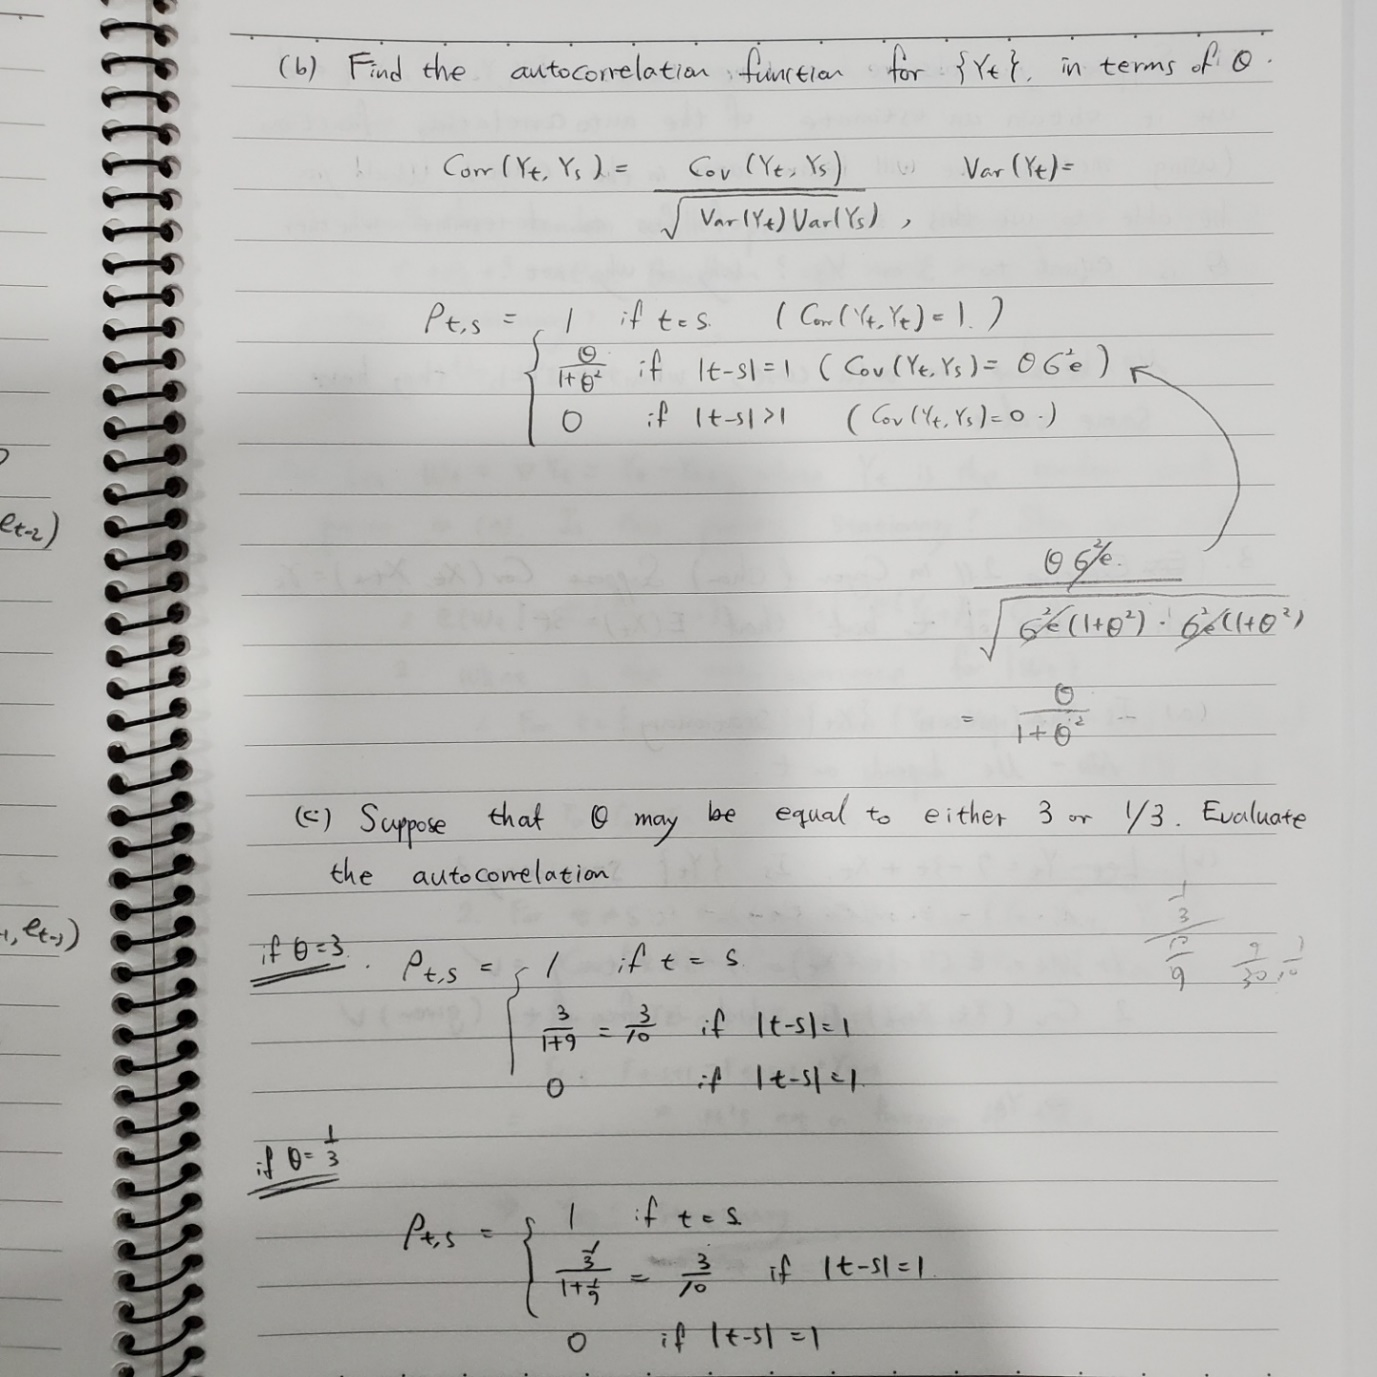 (b) Find the autocorrelation function for {Yt}, in terms of θ.
Corr(Yt, Ys) = Cov(Yt, Ys) / √Var(Yt)Var(Ys) , Var(Yt)=
ρt,s = { 1 if t=s. (Corr(Yt, Yt)=1.)
θ/1+θ² if |t-s|=1 (Cov(Yt, Ys)= θσ²e)
0 if |t-s|>1 (Cov(Yt, Ys)=0.)
et-2)
θσ²e / √σ²e(1+θ²)·σ²e(1+θ²)
= θ/1+θ² ...
(c) Suppose that θ may be equal to either 3 or 1/3. Evaluate
the autocorrelation
et-3)
if θ=3. ρt,s = { 1 if t = s.
3/1+9 = 3/10 if |t-s|=1
0 if |t-s|=1.
if θ=1/3
ρt,s = { 1 if t=s.
1/3 / 1+1/9 = 3/10 if |t-s|=1.
0 if |t-s|=1